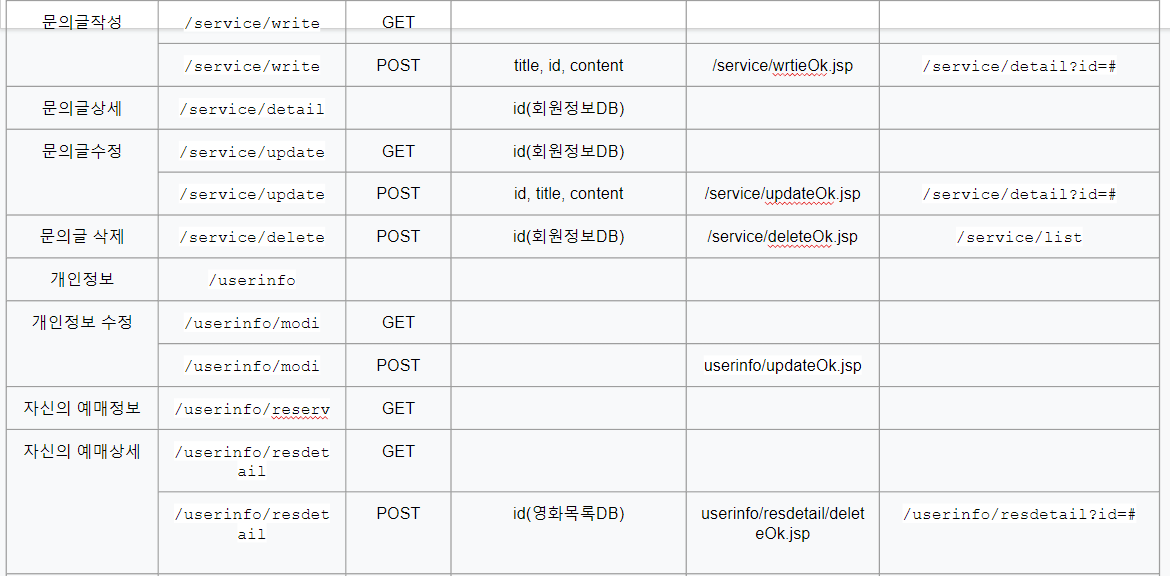 문의글작성 /service/write GET
/service/write POST title, id, content /service/wrtieOk.jsp /service/detail?id=#
문의글상세 /service/detail id(회원정보DB)
문의글수정 /service/update GET id(회원정보DB)
/service/update POST id, title, content /service/updateOk.jsp /service/detail?id=#
문의글 삭제 /service/delete POST id(회원정보DB) /service/deleteOk.jsp /service/list
개인정보 /userinfo
개인정보 수정 /userinfo/modi GET
/userinfo/modi POST userinfo/updateOk.jsp
자신의 예매정보 /userinfo/reserv GET
자신의 예매상세 /userinfo/resdet GET
ail
/userinfo/resdet POST id(영화목록DB) userinfo/resdetail/delet /userinfo/resdetail?id=#
ail eOk.jsp